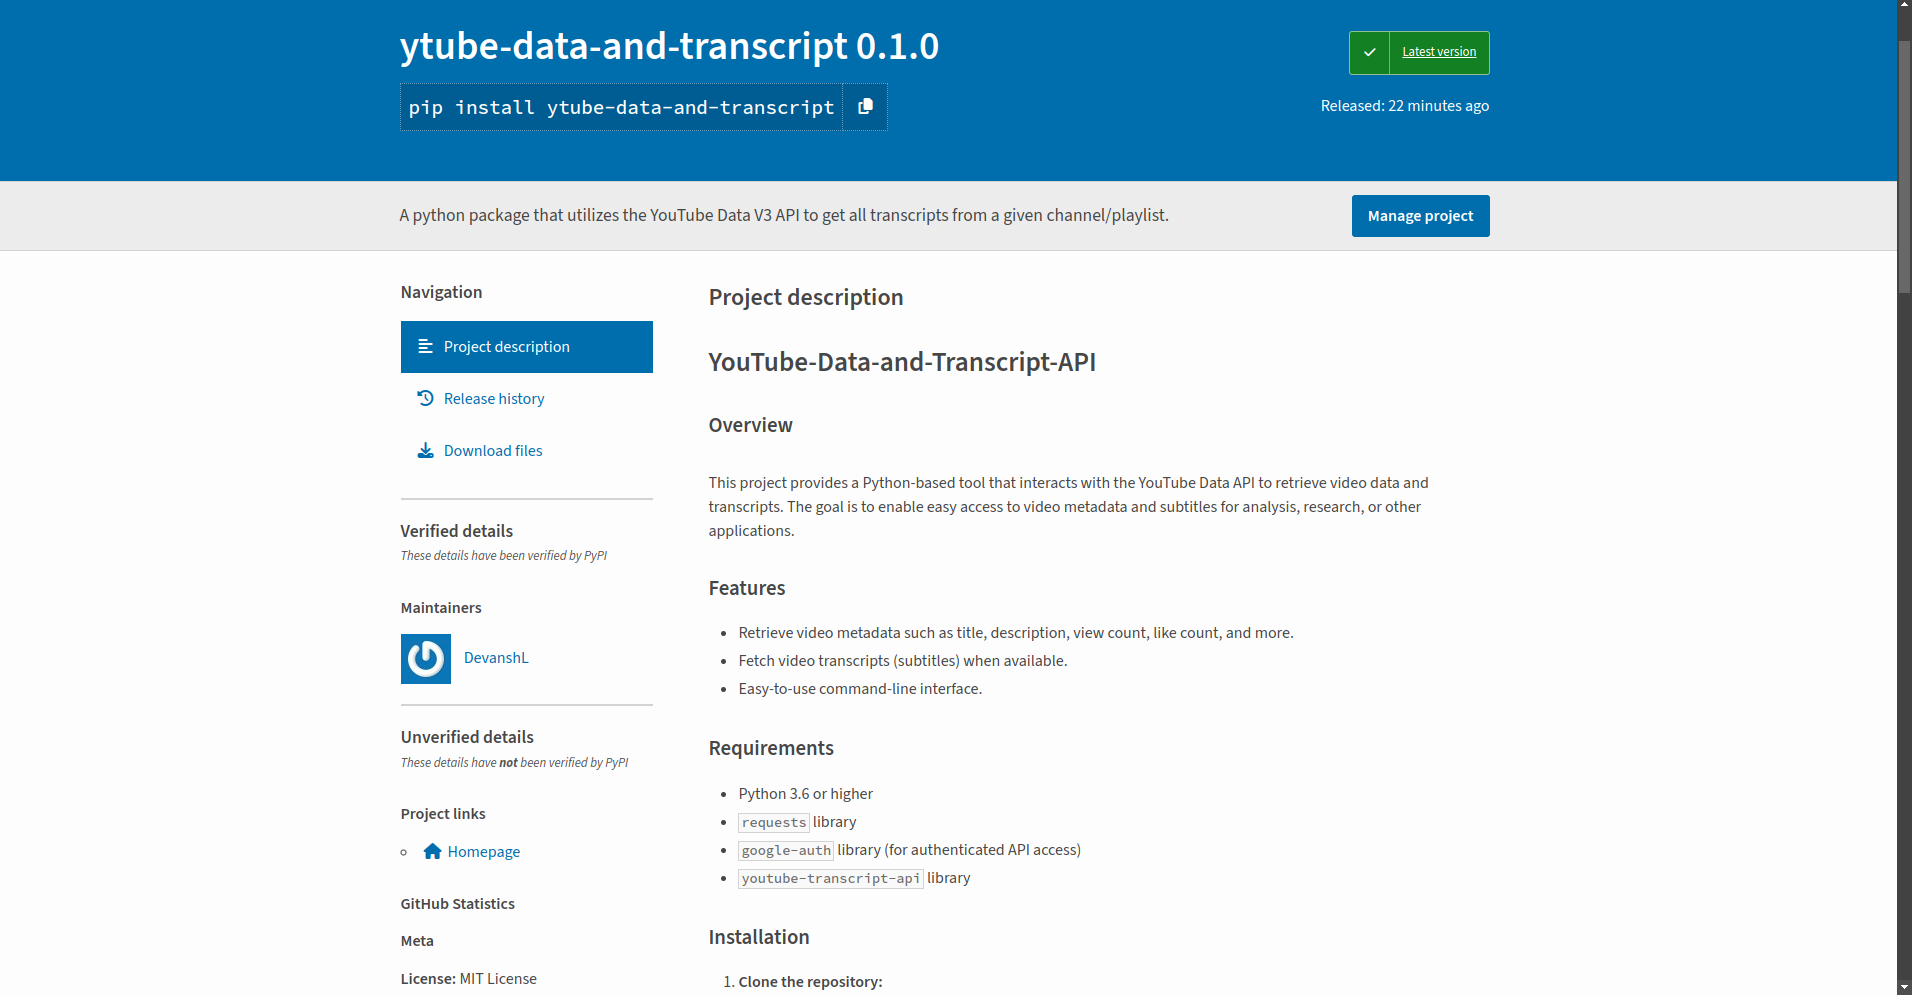 ytube-data-and-transcript 0.1.0
pip install ytube-data-and-transcript
Latest version
Released: 22 minutes ago
A python package that utilizes the YouTube Data V3 API to get all transcripts from a given channel/playlist.
Manage project
Navigation
Project description
Release history
Download files
Verified details
These details have been verified by PyPI
Maintainers
DevanshL
Unverified details
These details have not been verified by PyPI
Project links
Homepage
GitHub Statistics
Meta
License: MIT License
Project description
YouTube-Data-and-Transcript-API
Overview
This project provides a Python-based tool that interacts with the YouTube Data API to retrieve video data and
transcripts. The goal is to enable easy access to video metadata and subtitles for analysis, research, or other
applications.
Features
Retrieve video metadata such as title, description, view count, like count, and more.
Fetch video transcripts (subtitles) when available.
Easy-to-use command-line interface.
Requirements
Python 3.6 or higher
requests library
google-auth library (for authenticated API access)
youtube-transcript-api library
Installation
1. Clone the repository: